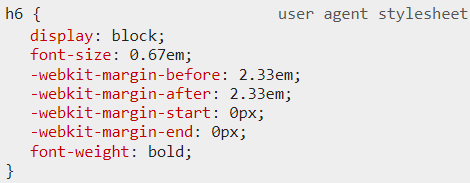 h6 { user agent stylesheet
display: block;
font-size: 0.67em;
-webkit-margin-before: 2.33em;
-webkit-margin-after: 2.33em;
-webkit-margin-start: 0px;
-webkit-margin-end: 0px;
font-weight: bold;
}